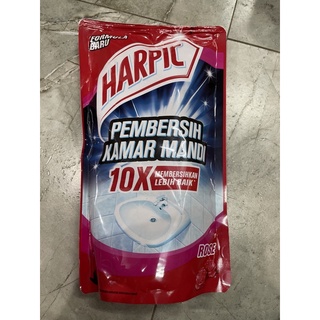 FORMULA
BARU
HARPIC
PEMBERSIH
KAMAR MANDI
10X
MEMBERSIHKAN
LEBIH BAIK*
ROSE